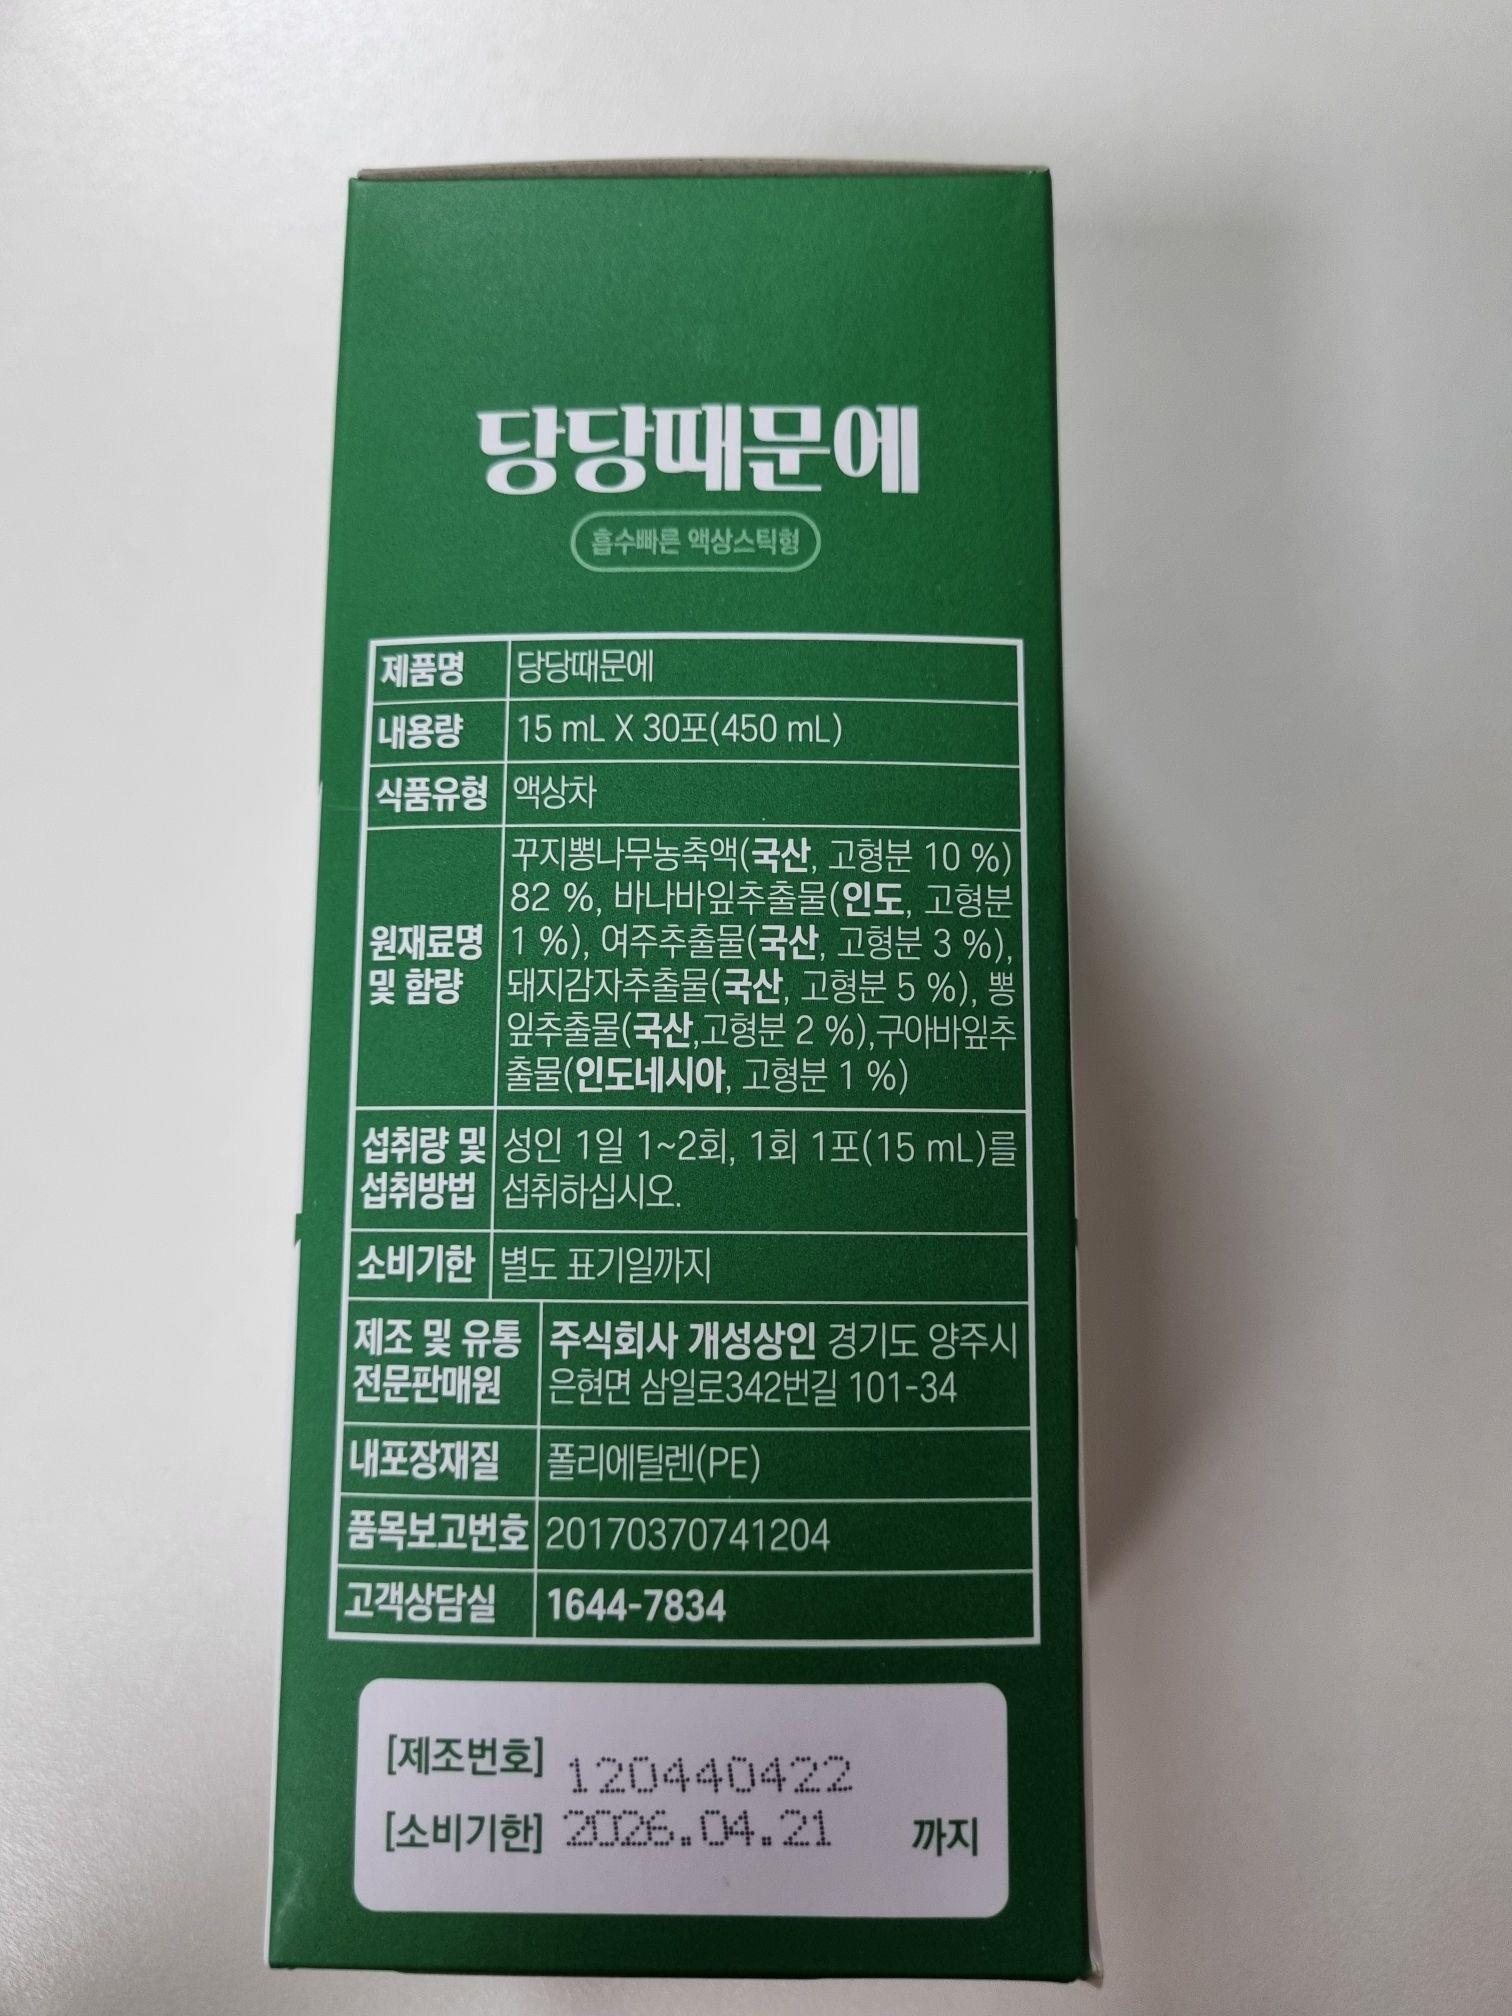 당당때문에
흡수빠른 액상스틱형
제품명 당당때문에
내용량 15 mL X 30포(450 mL)
식품유형 액상차
원재료명
및 함량
꾸지뽕나무농축액(국산, 고형분 10 %)
82 %, 바나바잎추출물(인도, 고형분
1 %), 여주추출물(국산, 고형분 3 %),
돼지감자추출물(국산, 고형분 5 %), 뽕
잎추출물(국산,고형분 2 %),구아바잎추
출물(인도네시아, 고형분 1 %)
섭취량 및
섭취방법
성인 1일 1~2회, 1회 1포(15 mL)를
섭취하십시오.
소비기한 별도 표기일까지
제조 및 유통
전문판매원
주식회사 개성상인 경기도 양주시
은현면 삼일로342번길 101-34
내포장재질 폴리에틸렌(PE)
품목보고번호 20170370741204
고객상담실 1644-7834
[제조번호] 120440422
[소비기한] 2026.04.21 까지